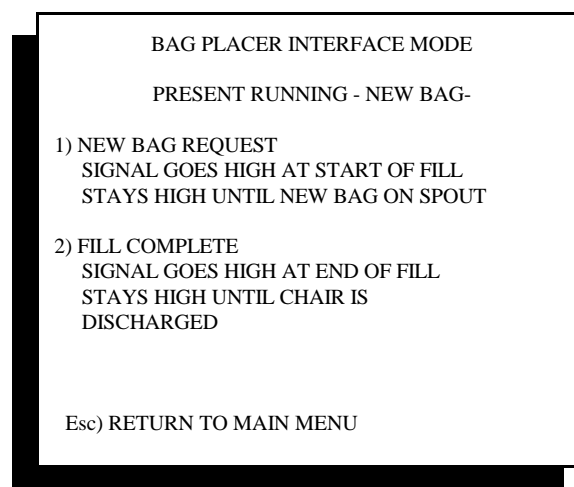 BAG PLACER INTERFACE MODE
PRESENT RUNNING - NEW BAG-
1) NEW BAG REQUEST
SIGNAL GOES HIGH AT START OF FILL
STAYS HIGH UNTIL NEW BAG ON SPOUT
2) FILL COMPLETE
SIGNAL GOES HIGH AT END OF FILL
STAYS HIGH UNTIL CHAIR IS
DISCHARGED
Esc) RETURN TO MAIN MENU